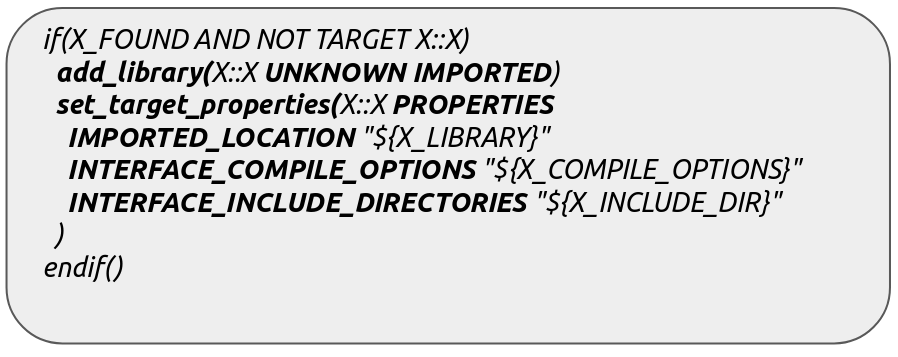 if(X_FOUND AND NOT TARGET X::X)
add_library(X::X UNKNOWN IMPORTED)
set_target_properties(X::X PROPERTIES
IMPORTED_LOCATION "${X_LIBRARY}"
INTERFACE_COMPILE_OPTIONS "${X_COMPILE_OPTIONS}"
INTERFACE_INCLUDE_DIRECTORIES "${X_INCLUDE_DIR}"
)
endif()